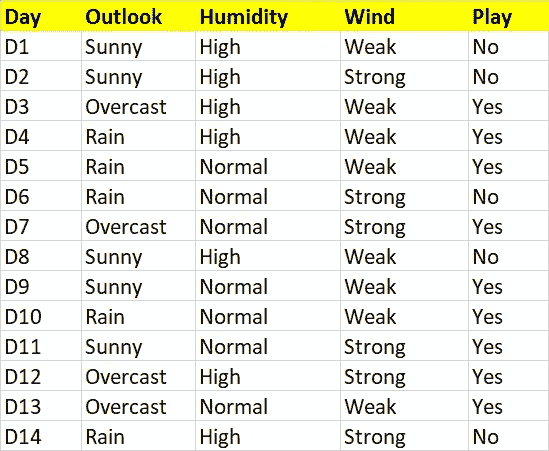 Day Outlook Humidity Wind Play
D1 Sunny High Weak No
D2 Sunny High Strong No
D3 Overcast High Weak Yes
D4 Rain High Weak Yes
D5 Rain Normal Weak Yes
D6 Rain Normal Strong No
D7 Overcast Normal Strong Yes
D8 Sunny High Weak No
D9 Sunny Normal Weak Yes
D10 Rain Normal Weak Yes
D11 Sunny Normal Strong Yes
D12 Overcast High Strong Yes
D13 Overcast Normal Weak Yes
D14 Rain High Strong No